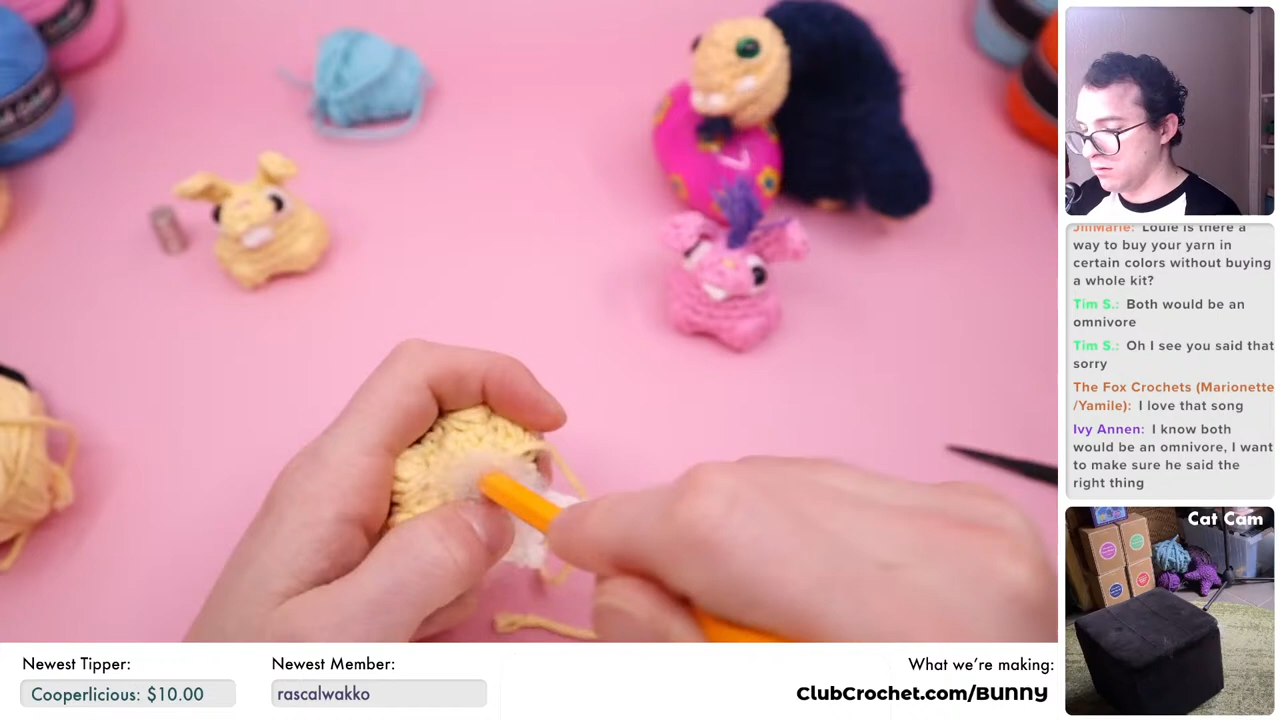 JillMarie: Louie is there a
way to buy your yarn in
certain colors without buying
a whole kit?
Tim S.: Both would be an
omnivore
Tim S.: Oh I see you said that
sorry
The Fox Crochets (Marionette
/Yamile): I love that song
Ivy Annen: I know both
would be an omnivore, I want
to make sure he said the
right thing
Cat Cam
Newest Tipper:
Cooperlicious: $10.00
Newest Member:
rascalwakko
What we're making:
ClubCrochet.com/BUNNY